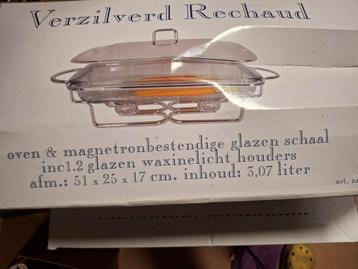 Verzilverd Rechaud
oven & magnetronbestendige glazen schaal
incl.2 glazen waxinelicht houders
afm.: 51 x 25 x 17 cm. inhoud: 3,07 liter
art.